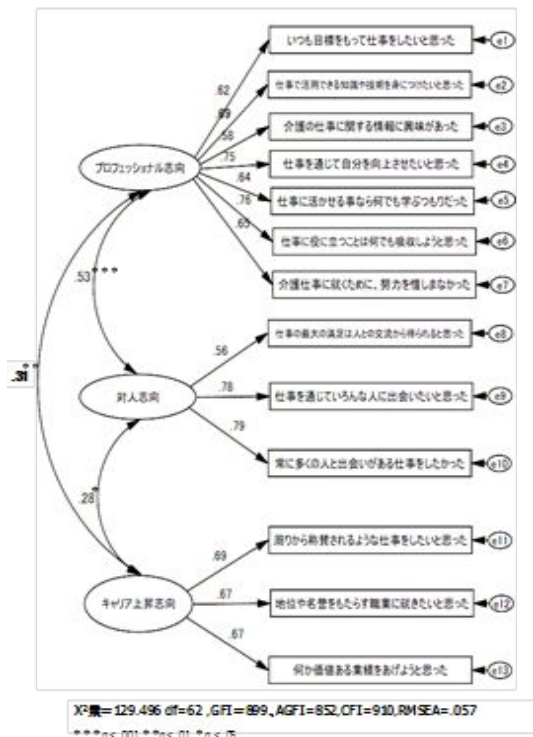 いつも目標をもって仕事をしたいと思った
e1
.62
仕事で活用できる知識や技術を身につけたいと思った
e2
.69
介護の仕事に関する情報に興味があった
e3
.58
仕事を通じて自分を向上させたいと思った
e4
.75
プロフェッショナル志向
.64
仕事に活かせる事なら何でも学ぶつもりだった
e5
.76
仕事に役に立つことは何でも吸収しようと思った
e6
.65
介護仕事に就くために、努力を惜しまなかった
e7
.53***
仕事の最大の満足は人との交流から得られると思った
e8
.56
.31**
対人志向
.78
仕事を通じていろんな人に出会いたいと思った
e9
.79
常に多くの人と出会いがある仕事をしたかった
e10
.28*
周りから称賛されるような仕事をしたいと思った
e11
.69
キャリア上昇志向
.67
地位や名誉をもたらす職業に就きたいと思った
e12
.67
何か価値ある業績をあげようと思った
e13
X²値=129.496 df=62 ,GFI=899、AGFI=852,CFI=910,RMSEA=.057
***p<.001 **p<.01 *p<.05